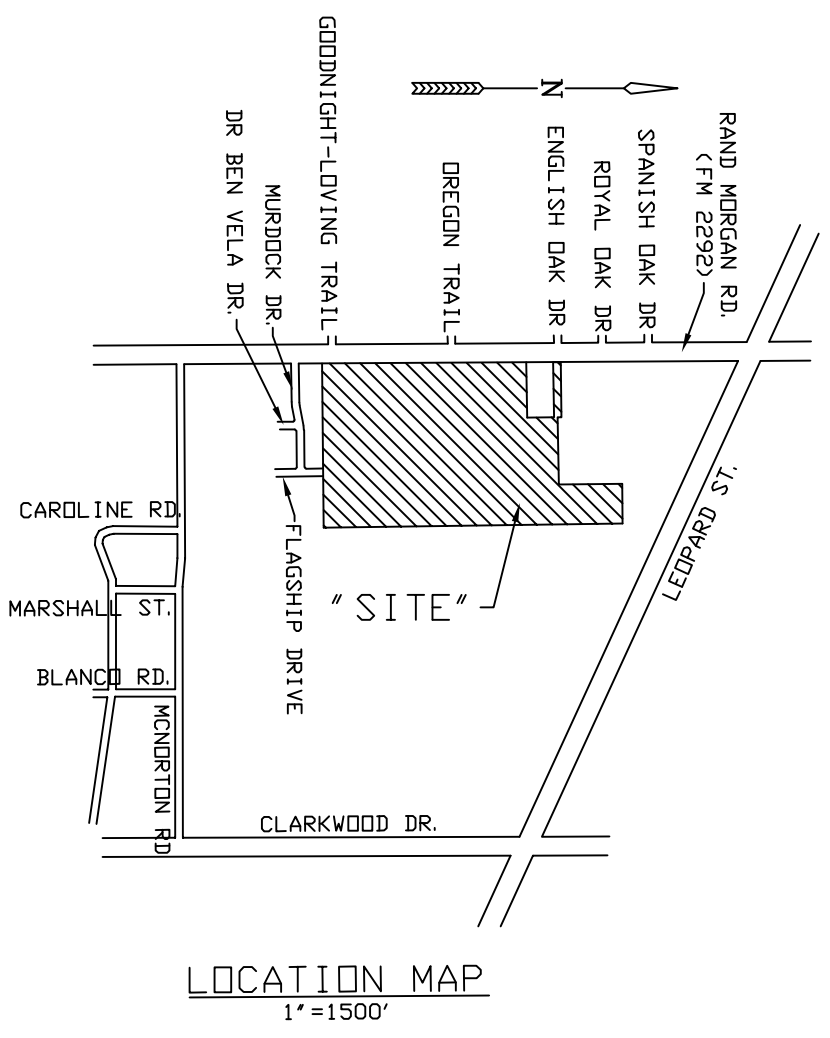 GOODNIGHT-LOVING TRAIL
DR BEN VELA DR.
MURDOCK DR.
OREGON TRAIL
N
ENGLISH OAK DR
ROYAL OAK DR
SPANISH OAK DR
RAND MORGAN RD.
(FM 2292)
LEOPARD ST.
CAROLINE RD.
FLAGSHIP DRIVE
"SITE"
MARSHALL ST.
BLANCO RD.
MCNORTON RD
CLARKWOOD DR.
LOCATION MAP
1"=1500'